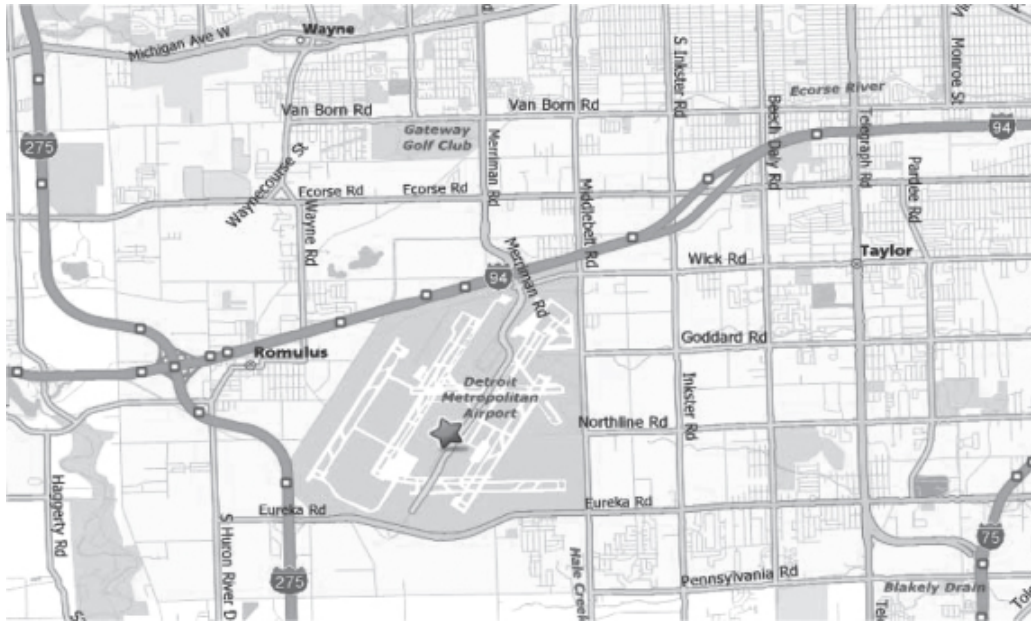 Michigan Ave W
Wayne
S Inkster Rd
Monroe St
Ecorse River
Van Born Rd
Van Born Rd
Beech Daly Rd
Telegraph Rd
94
275
Gateway
Golf Club
Merriman Rd
Pardee Rd
Waynecourse St
Ecorse Rd
Ecorse Rd
Wayne Rd
Middlebelt Rd
Merriman Rd
Wick Rd
Taylor
94
Goddard Rd
Romulus
Detroit
Metropolitan
Airport
Inkster Rd
Northline Rd
Haggerty Rd
Eureka Rd
Eureka Rd
S Huron River D
75
275
Hale Creek
Pennsylvania Rd
Blakely Drain
Tele